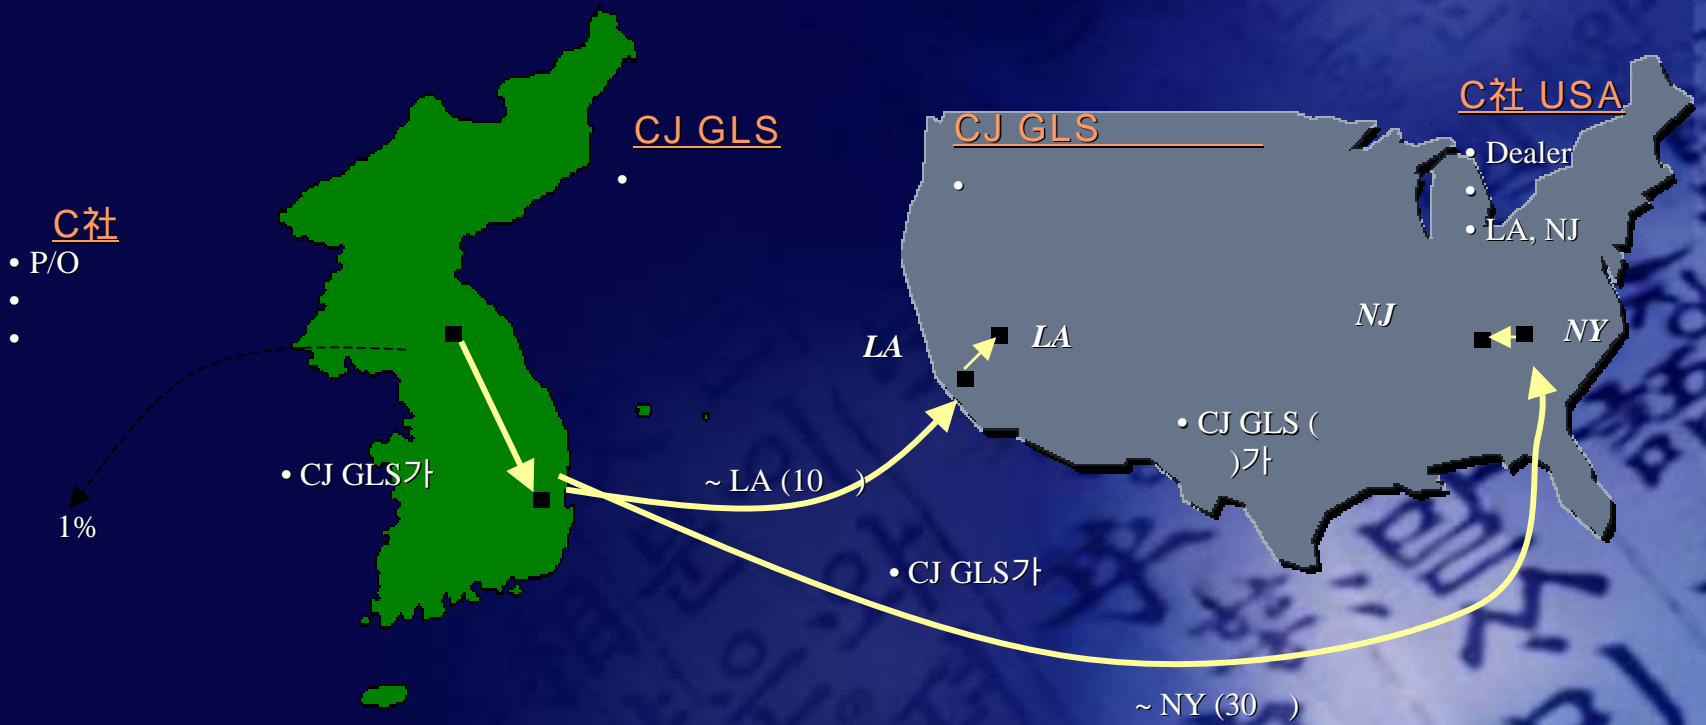 C社
• P/O
•
•
1%
CJ GLS
•
• CJ GLS가
~ LA (10 )
• CJ GLS가
~ NY (30 )
CJ GLS
•
LA
LA
• CJ GLS (
)가
C社 USA
• Dealer
•
• LA, NJ
NJ
NY